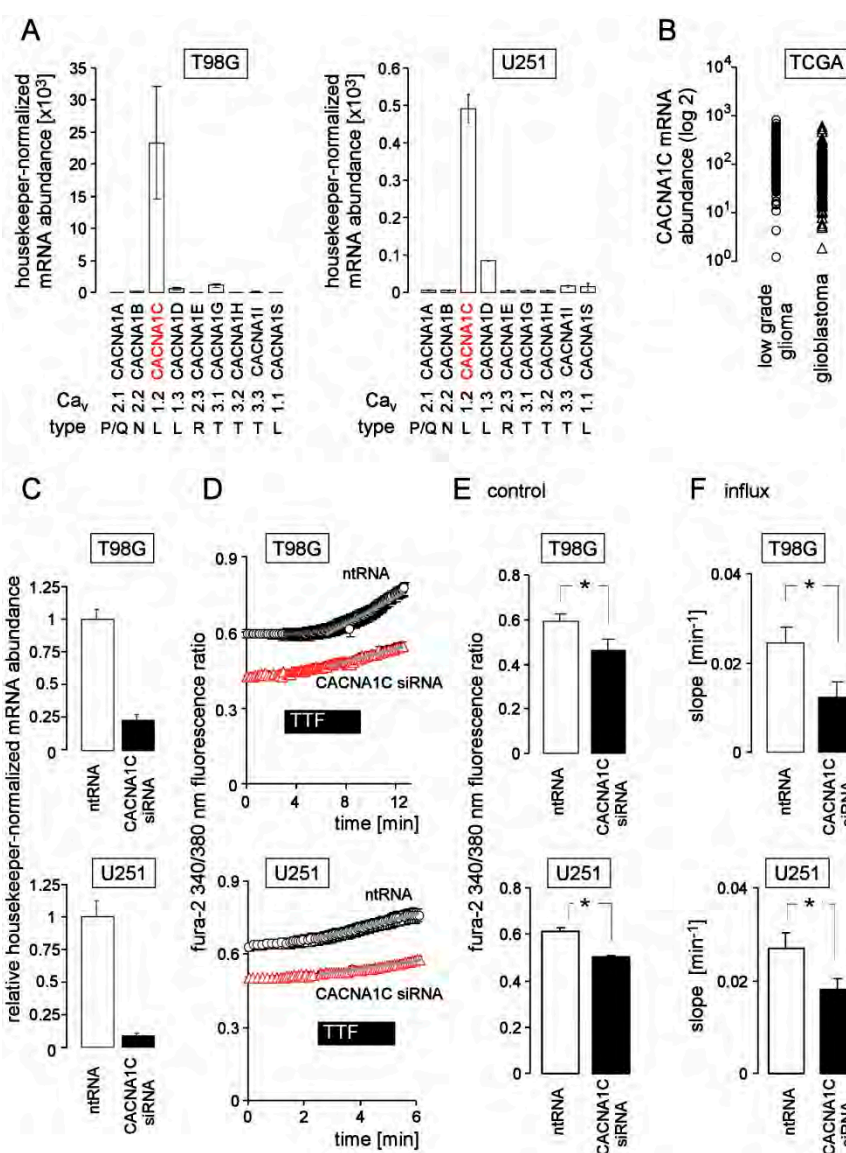 A
T98G
housekeeper-normalized
mRNA abundance [x10³]
35
30
25
20
15
10
5
0
CACNA1A
CACNA1B
CACNA1C
CACNA1D
CACNA1E
CACNA1G
CACNA1H
CACNA1I
CACNA1S
Caᵥ 2.1 2.2 1.2 1.3 2.3 3.1 3.2 3.3 1.1
type P/Q N L L R T T T L
U251
housekeeper-normalized
mRNA abundance [x10³]
0.6
0.5
0.4
0.3
0.2
0.1
0
CACNA1A
CACNA1B
CACNA1C
CACNA1D
CACNA1E
CACNA1G
CACNA1H
CACNA1I
CACNA1S
Caᵥ 2.1 2.2 1.2 1.3 2.3 3.1 3.2 3.3 1.1
type P/Q N L L R T T T L
B
TCGA
CACNA1C mRNA
abundance (log 2)
10⁴
10³
10²
10¹
10⁰
low grade
glioma
glioblastoma
C
relative housekeeper-normalized mRNA abundance
T98G
1.25
1
0.75
0.5
0.25
0
ntRNA
CACNA1C
siRNA
U251
1.25
1
0.75
0.5
0.25
0
ntRNA
CACNA1C
siRNA
D
fura-2 340/380 nm fluorescence ratio
T98G
0.9
0.6
0.3
0
ntRNA
CACNA1C siRNA
TTF
0 4 8 12
time [min]
U251
0.9
0.6
0.3
0
ntRNA
CACNA1C siRNA
TTF
0 2 4 6
time [min]
E control
fura-2 340/380 nm fluorescence ratio
T98G
0.8
0.6
0.4
0.2
0
*
ntRNA
CACNA1C
siRNA
U251
0.8
0.6
0.4
0.2
0
*
ntRNA
CACNA1C
siRNA
F influx
T98G
slope [min⁻¹]
0.04
0.02
0
*
ntRNA
CACNA1C
siRNA
U251
slope [min⁻¹]
0.04
0.02
0
*
ntRNA
CACNA1C
siRNA